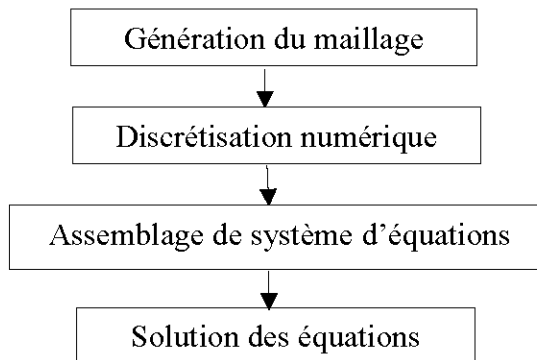 Génération du maillage
Discrétisation numérique
Assemblage de système d’équations
Solution des équations